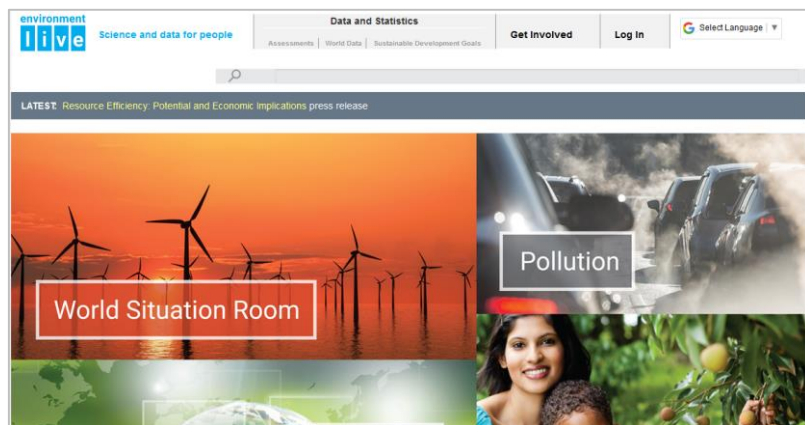 environment
live
Science and data for people
Data and Statistics
Assessments | World Data | Sustainable Development Goals
Get Involved
Log In
G Select Language | ▼
LATEST: Resource Efficiency: Potential and Economic Implications press release
World Situation Room
Pollution